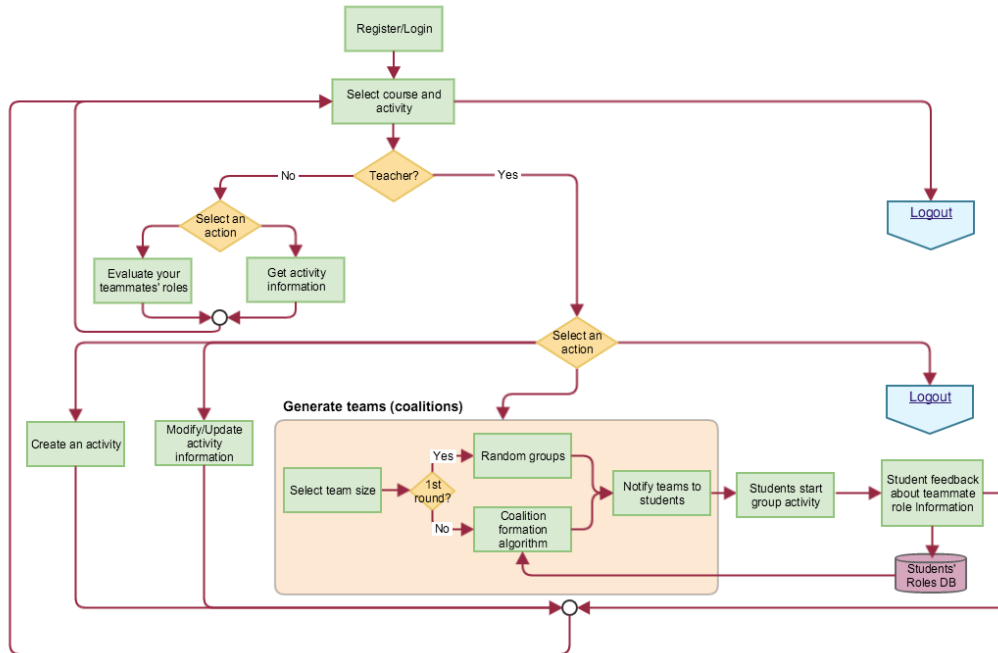 Register/Login
Select course and
activity
Teacher?
No
Yes
Select an
action
Logout
Evaluate your
teammates' roles
Get activity
information
Select an
action
Logout
Generate teams (coalitions)
Create an activity
Modify/Update
activity
information
Select team size
1st
round?
Yes
No
Random groups
Coalition
formation
algorithm
Notify teams to
students
Students start
group activity
Student feedback
about teammate
role Information
Students'
Roles DB